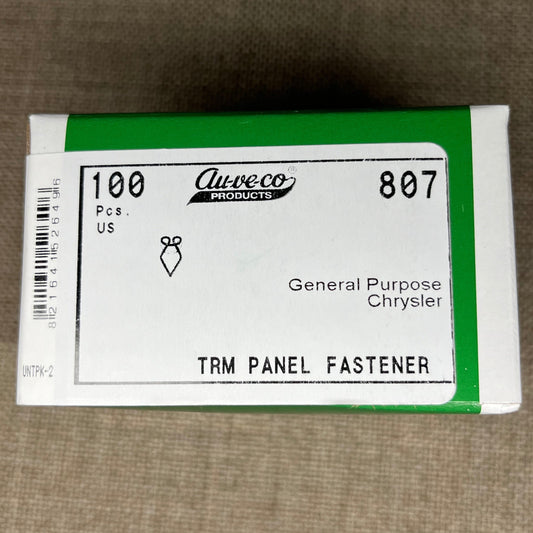 100
Pcs.
US
au-ve-co®
PRODUCTS
807
General Purpose
Chrysler
TRM PANEL FASTENER
UNTPK-2